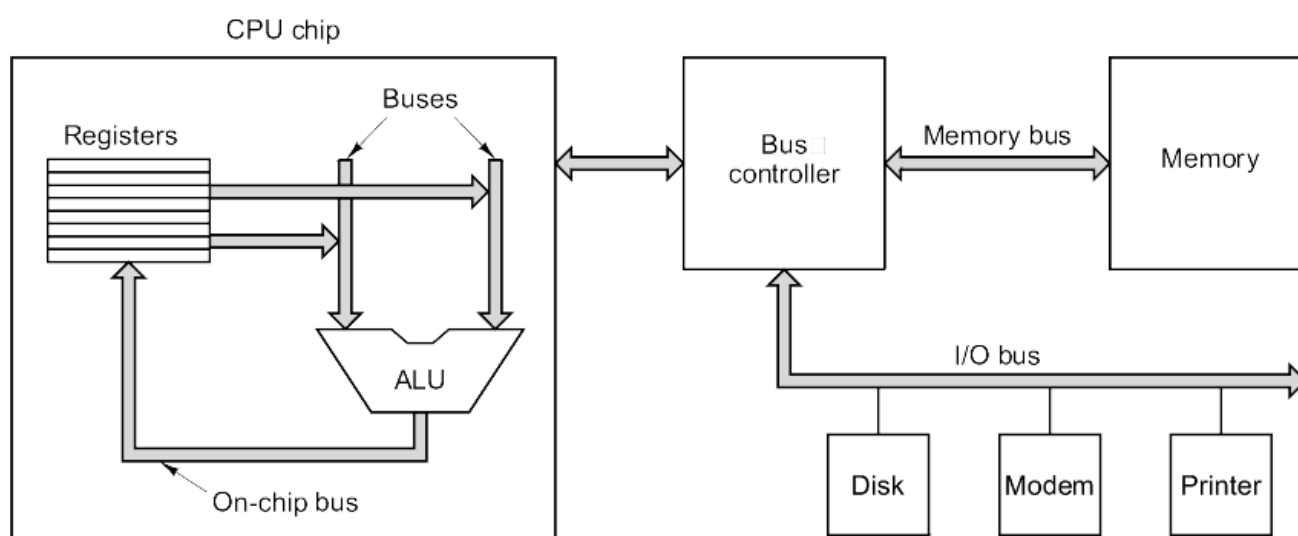 CPU chip
Buses
Registers
ALU
On-chip bus
Bus
controller
Memory bus
Memory
I/O bus
Disk
Modem
Printer